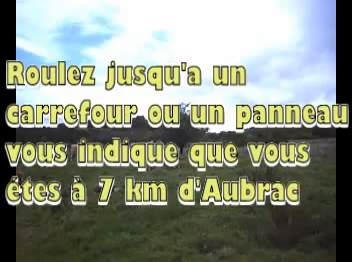 Roulez jusqu'a un
carrefour ou un panneau
vous indique que vous
êtes à 7 km d'Aubrac